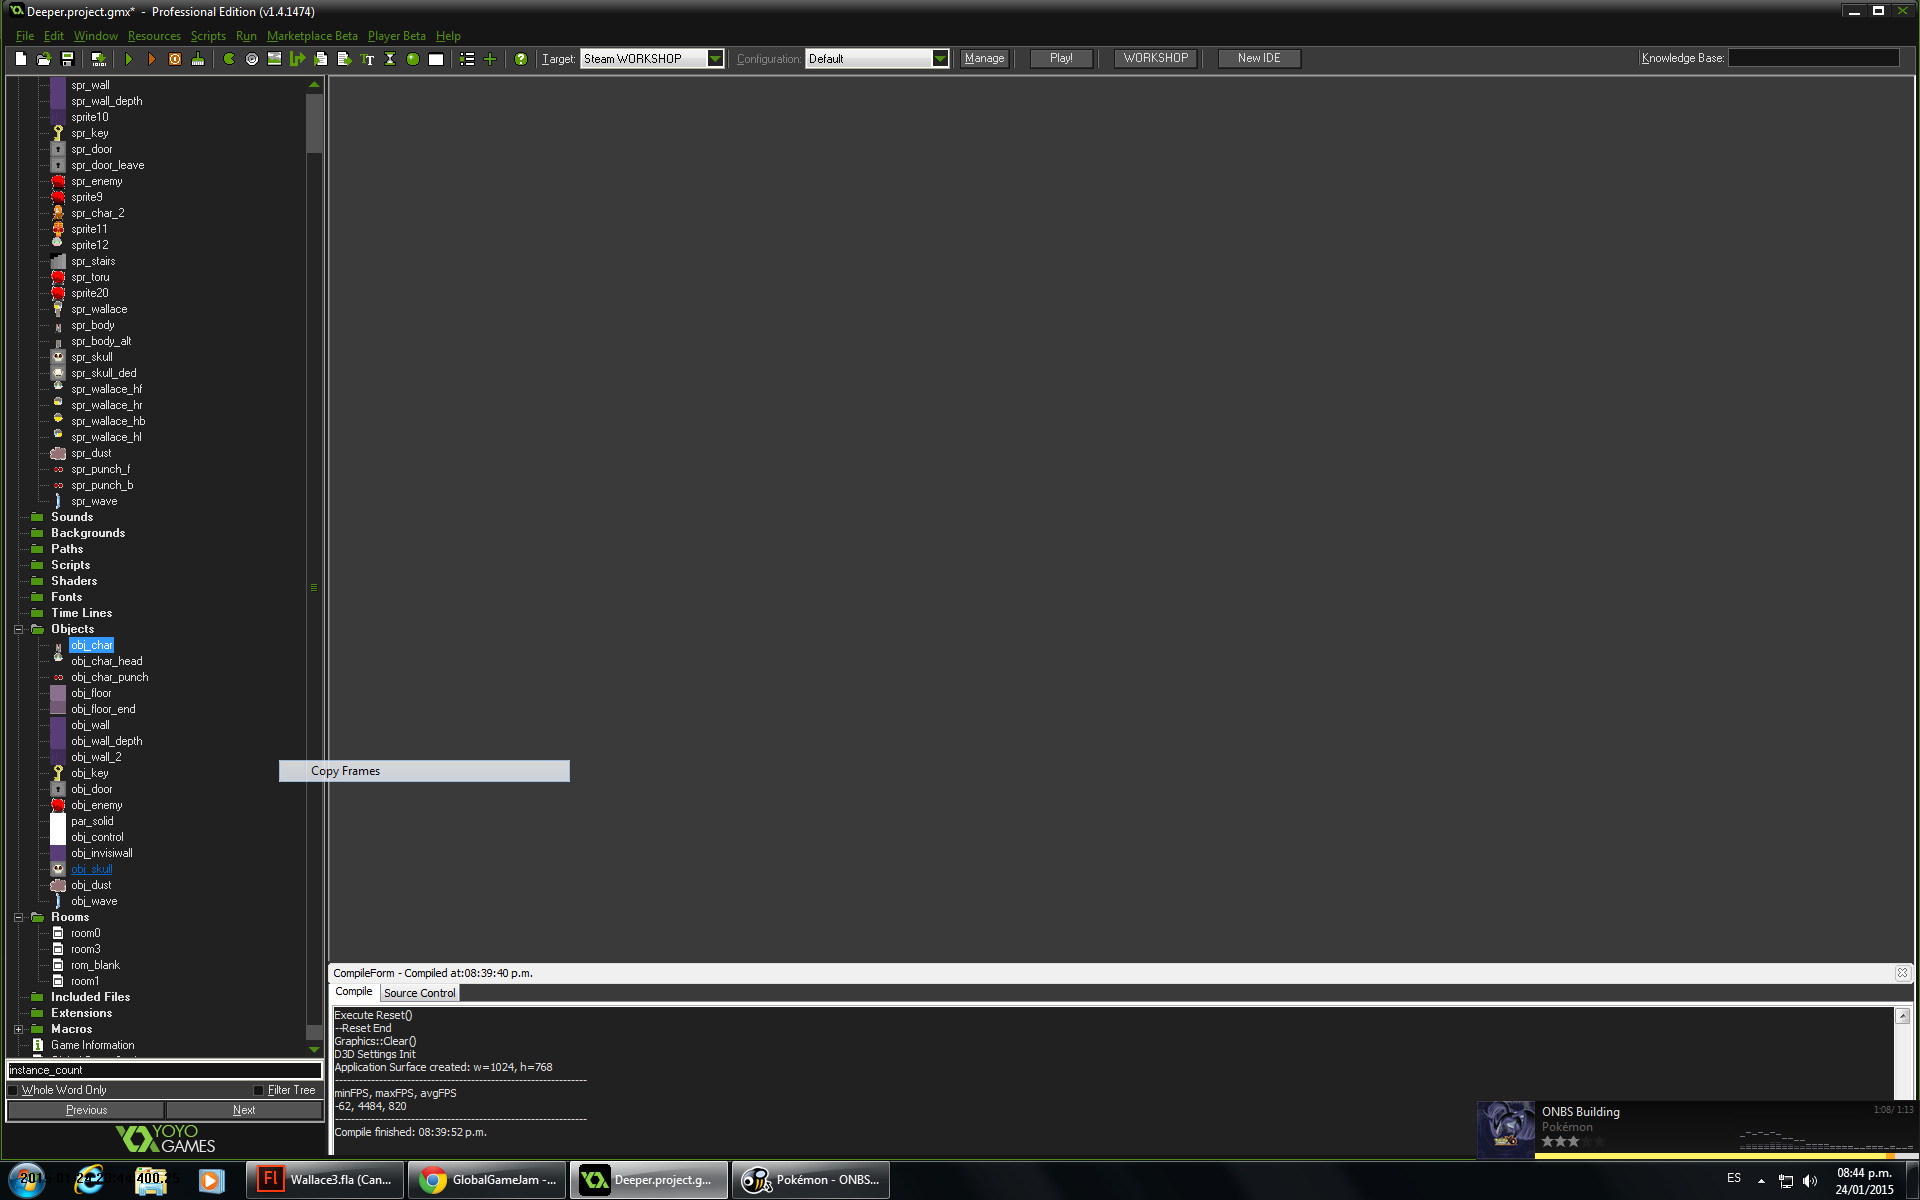 Deeper.project.gmx* - Professional Edition (v1.4.1474)
File Edit Window Resources Scripts Run Marketplace Beta Player Beta Help
Target: Steam WORKSHOP Configuration: Default Manage Play! WORKSHOP New IDE Knowledge Base:
spr_wall
spr_wall_depth
sprite10
spr_key
spr_door
spr_door_leave
spr_enemy
sprite9
spr_char_2
sprite11
sprite12
spr_stairs
spr_toru
sprite20
spr_wallace
spr_body
spr_body_alt
spr_skull
spr_skull_ded
spr_wallace_hf
spr_wallace_hr
spr_wallace_hb
spr_wallace_hl
spr_dust
spr_punch_f
spr_punch_b
spr_wave
Sounds
Backgrounds
Paths
Scripts
Shaders
Fonts
Time Lines
Objects
obj_char
obj_char_head
obj_char_punch
obj_floor
obj_floor_end
obj_wall
obj_wall_depth
obj_wall_2
obj_key
obj_door
obj_enemy
par_solid
obj_control
obj_invisiwall
obj_skull
obj_dust
obj_wave
Rooms
room0
room3
rom_blank
room1
Included Files
Extensions
Macros
Game Information
instance_count
Whole Word Only Filter Tree
Previous Next
YOYO GAMES
Copy Frames
CompileForm - Compiled at:08:39:40 p.m.
Compile Source Control
Execute Reset()
--Reset End
Graphics::Clear()
D3D Settings Init
Application Surface created: w=1024, h=768
minFPS, maxFPS, avgFPS
-62, 4484, 820
Compile finished: 08:39:52 p.m.
ONBS Building 1:08/ 1:13
Pokémon
Wallace3.fla (Can... GlobalGameJam -... Deeper.project.g... Pokémon - ONBS...
ES 08:44 p.m.
24/01/2015